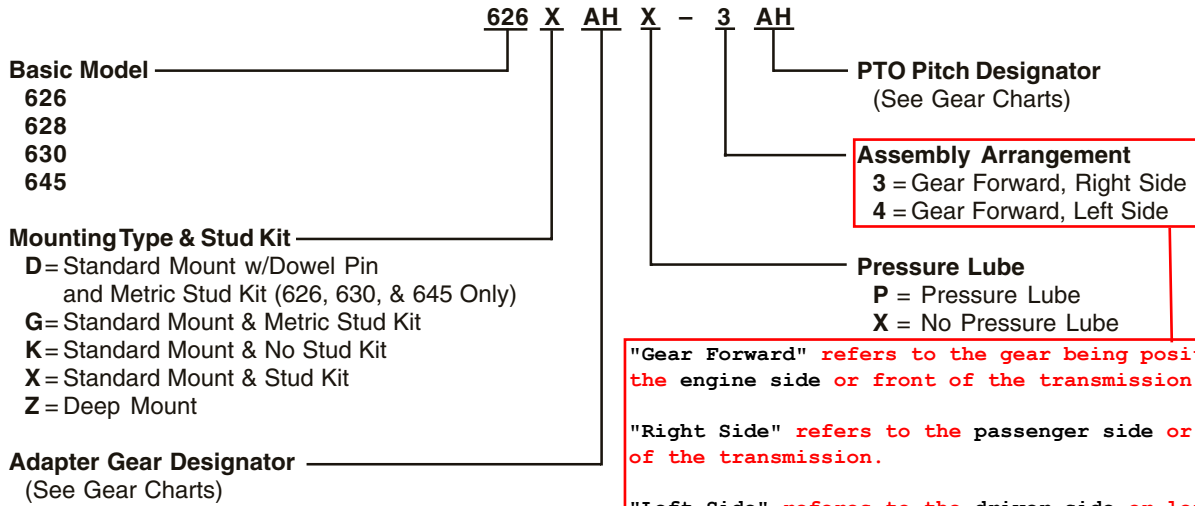 626 X AH X – 3 AH
Basic Model
626
628
630
645
Mounting Type & Stud Kit
D = Standard Mount w/Dowel Pin
and Metric Stud Kit (626, 630, & 645 Only)
G = Standard Mount & Metric Stud Kit
K = Standard Mount & No Stud Kit
X = Standard Mount & Stud Kit
Z = Deep Mount
Adapter Gear Designator
(See Gear Charts)
PTO Pitch Designator
(See Gear Charts)
Assembly Arrangement
3 = Gear Forward, Right Side
4 = Gear Forward, Left Side
Pressure Lube
P = Pressure Lube
X = No Pressure Lube
"Gear Forward" refers to the gear being
the engine side or front of the transmission
"Right Side" refers to the passenger side or
of the transmission.